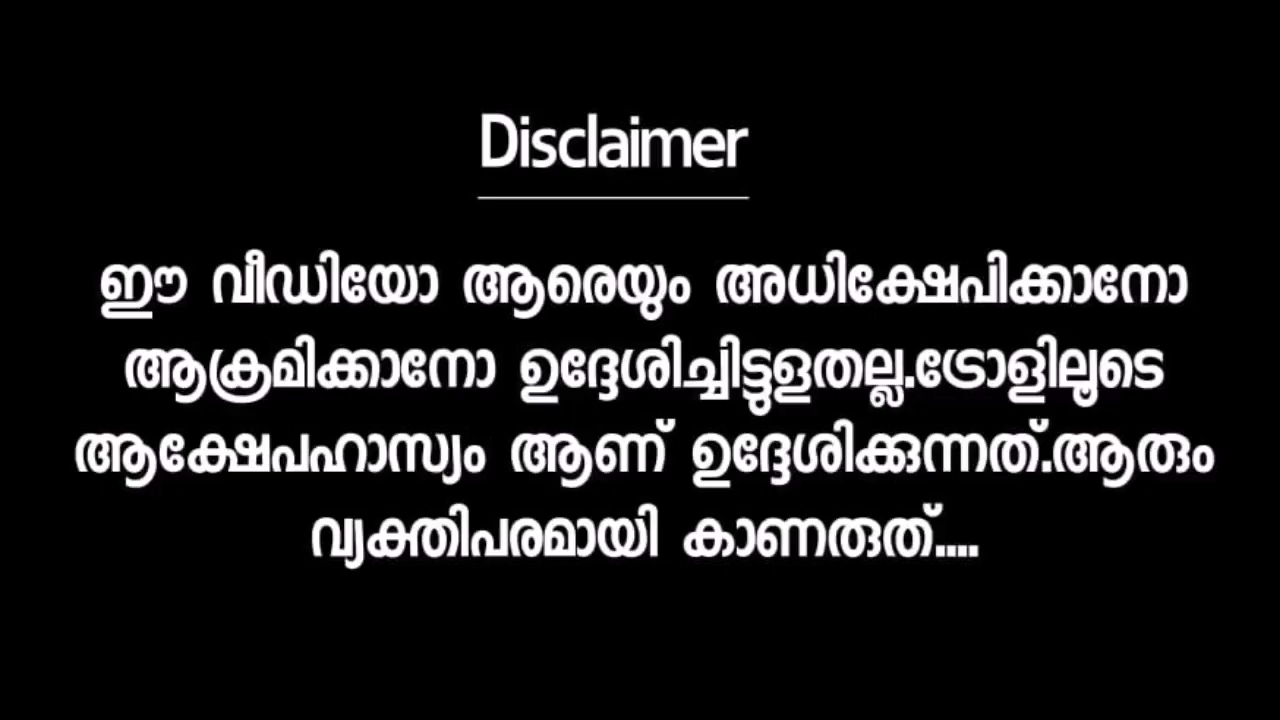 Disclaimer
ഈ വീഡിയോ ആരെയും അധിക്ഷേപിക്കാനോ
ആക്രമിക്കാനോ ഉദ്ദേശിച്ചിട്ടുളതല്ല.ട്രോളിലൂടെ
ആക്ഷേപഹാസ്യം ആണ് ഉദ്ദേശിക്കുന്നത്.ആരും
വ്യക്തിപരമായി കാണരുത്....